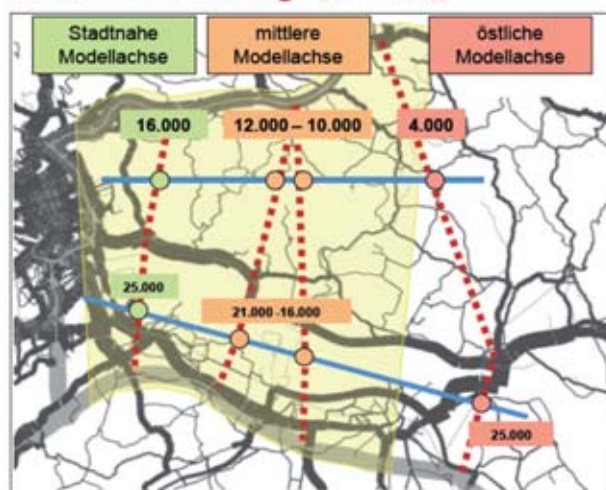 Stadtnahe
Modellachse
mittlere
Modellachse
östliche
Modellachse
16.000
12.000 – 10.000
4.000
25.000
21.000 -16.000
25.000